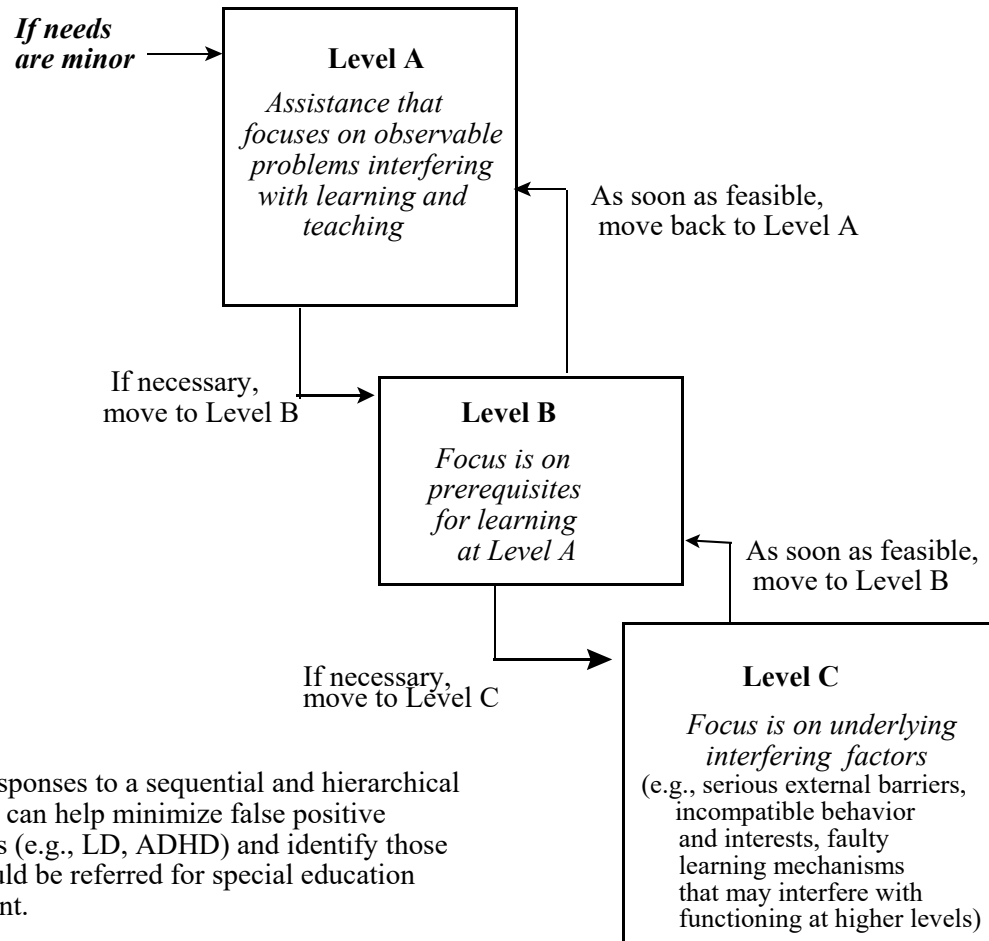 If needs
are minor
Level A
Assistance that
focuses on observable
problems interfering
with learning and
teaching
As soon as feasible,
move back to Level A
If necessary,
move to Level B
Level B
Focus is on
prerequisites
for learning
at Level A
As soon as feasible,
move to Level B
If necessary,
move to Level C
Level C
Focus is on underlying
interfering factors
(e.g., serious external barriers,
incompatible behavior
and interests, faulty
learning mechanisms
that may interfere with
functioning at higher levels)
to a sequential and hierarchical
can help minimize false positive
(e.g., LD, ADHD) and identify those
be referred for special education